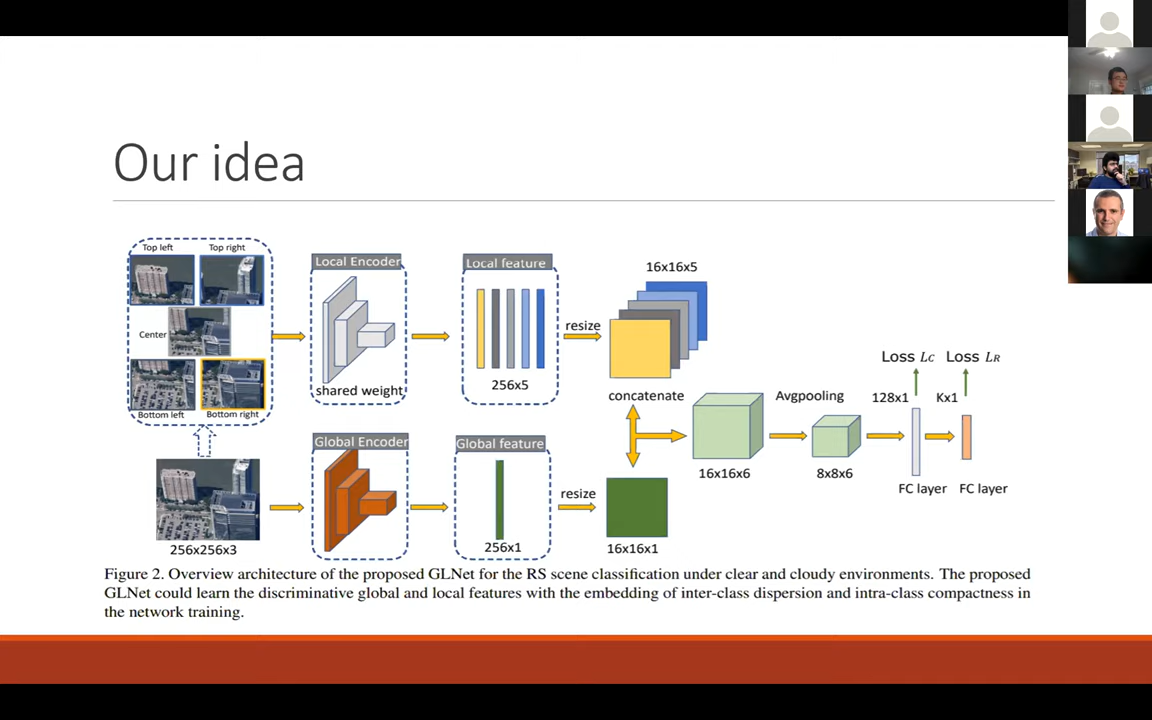 Our idea
Top left
Top right
Center
Bottom left
Bottom right
256x256x3
Local Encoder
shared weight
Global Encoder
Local feature
256x5
Global feature
256x1
resize
resize
16x16x5
concatenate
16x16x1
16x16x6
Avgpooling
8x8x6
Loss LC
Loss LR
128x1
Kx1
FC layer
FC layer
Figure 2. Overview architecture of the proposed GLNet for the RS scene classification under clear and cloudy environments. The proposed
GLNet could learn the discriminative global and local features with the embedding of inter-class dispersion and intra-class compactness in
the network training.